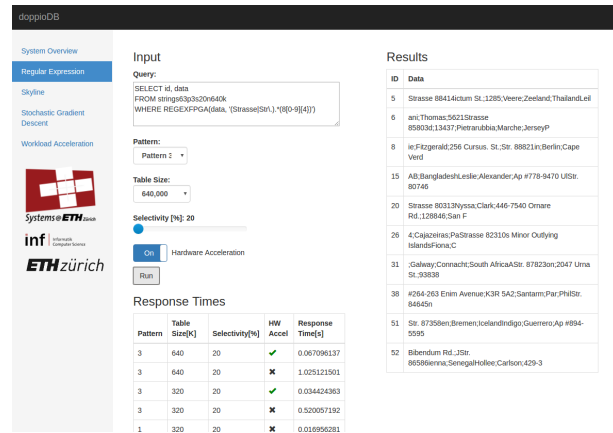 doppioDB
System Overview
Regular Expression
Skyline
Stochastic Gradient
Descent
Workload Acceleration
Systems@ETH Zürich
inf Informatik
Computer Science
ETH zürich
Input
Query:
SELECT id, data
FROM strings63p3s20n640k
WHERE REGEXFPGA(data, '(Strasse|Str\.).*(8[0-9]{4})')
Pattern:
Pattern 3
Table Size:
640,000
Selectivity [%]: 20
On Hardware Acceleration
Run
Response Times
Pattern Table Size[K] Selectivity[%] HW Accel Response Time[s]
3 640 20 ✔ 0.067096137
3 640 20 ✖ 1.025121501
3 320 20 ✔ 0.034424363
3 320 20 ✖ 0.520057192
1 320 20 ✖ 0.016956281
Results
ID Data
5 Strasse 88414ictum St.;1285;Veere;Zeeland;ThailandLeil
6 ani;Thomas;5621Strasse
85803d;13437;Pietrarubbia;Marche;JerseyP
8 ie;Fitzgerald;256 Cursus. St.;Str. 88821in;Berlin;Cape
Verd
15 AB;BangladeshLeslie;Alexander;Ap #778-9470 UlStr.
80746
20 Strasse 80313Nyssa;Clark;446-7540 Ornare
Rd.;128846;San F
26 4;Cajazeiras;PaStrasse 82310s Minor Outlying
IslandsFiona;C
31 ;Galway;Connacht;South AfricaAStr. 87823on;2047 Urna
St.;93838
38 #264-263 Enim Avenue;K3R 5A2;Santarm;Par;PhilStr.
84645n
51 Str. 87358en;Bremen;IcelandIndigo;Guerrero;Ap #894-
5595
52 Bibendum Rd.;JStr.
86586ienna;SenegalHollee;Carlson;429-3